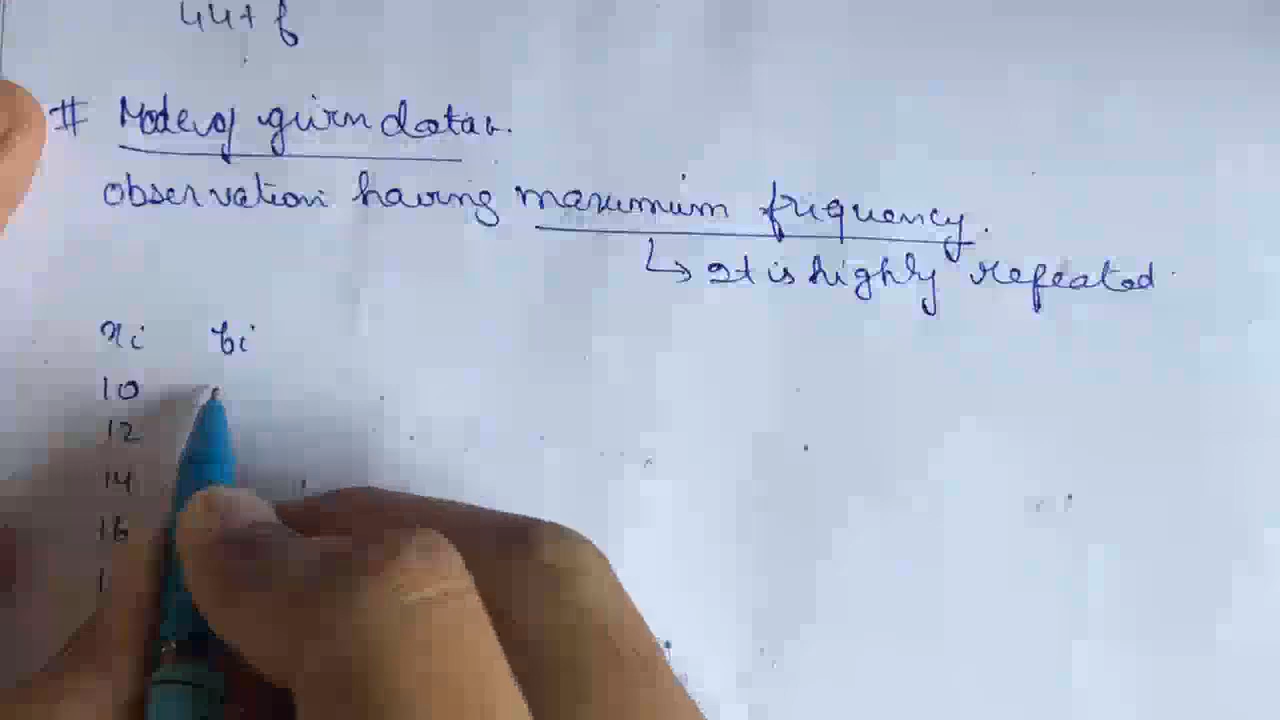 44+ f
# Mode of given data.
observation having maximum frequency.
↳ It is highly repeated
xi fi
10
12
14
16
1